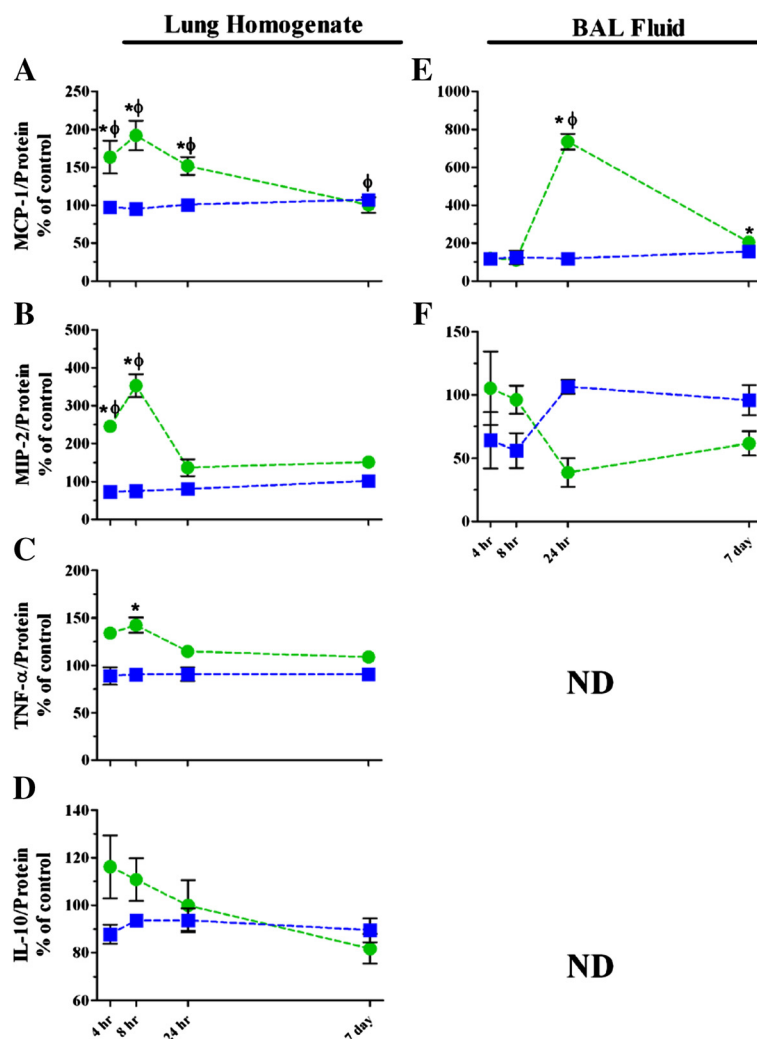 Lung Homogenate
BAL Fluid
A
MCP-1/Protein
% of control
250
200
150
100
50
0
*ϕ
*ϕ
*ϕ
ϕ
E
1000
800
600
400
200
0
*ϕ
*
B
MIP-2/Protein
% of control
500
400
300
200
100
0
*ϕ
*ϕ
F
150
100
50
0
4 hr
8 hr
24 hr
7 day
C
TNF-α/Protein
% of control
200
150
100
50
0
*
ND
D
IL-10/Protein
% of control
140
120
100
80
60
4 hr
8 hr
24 hr
7 day
ND